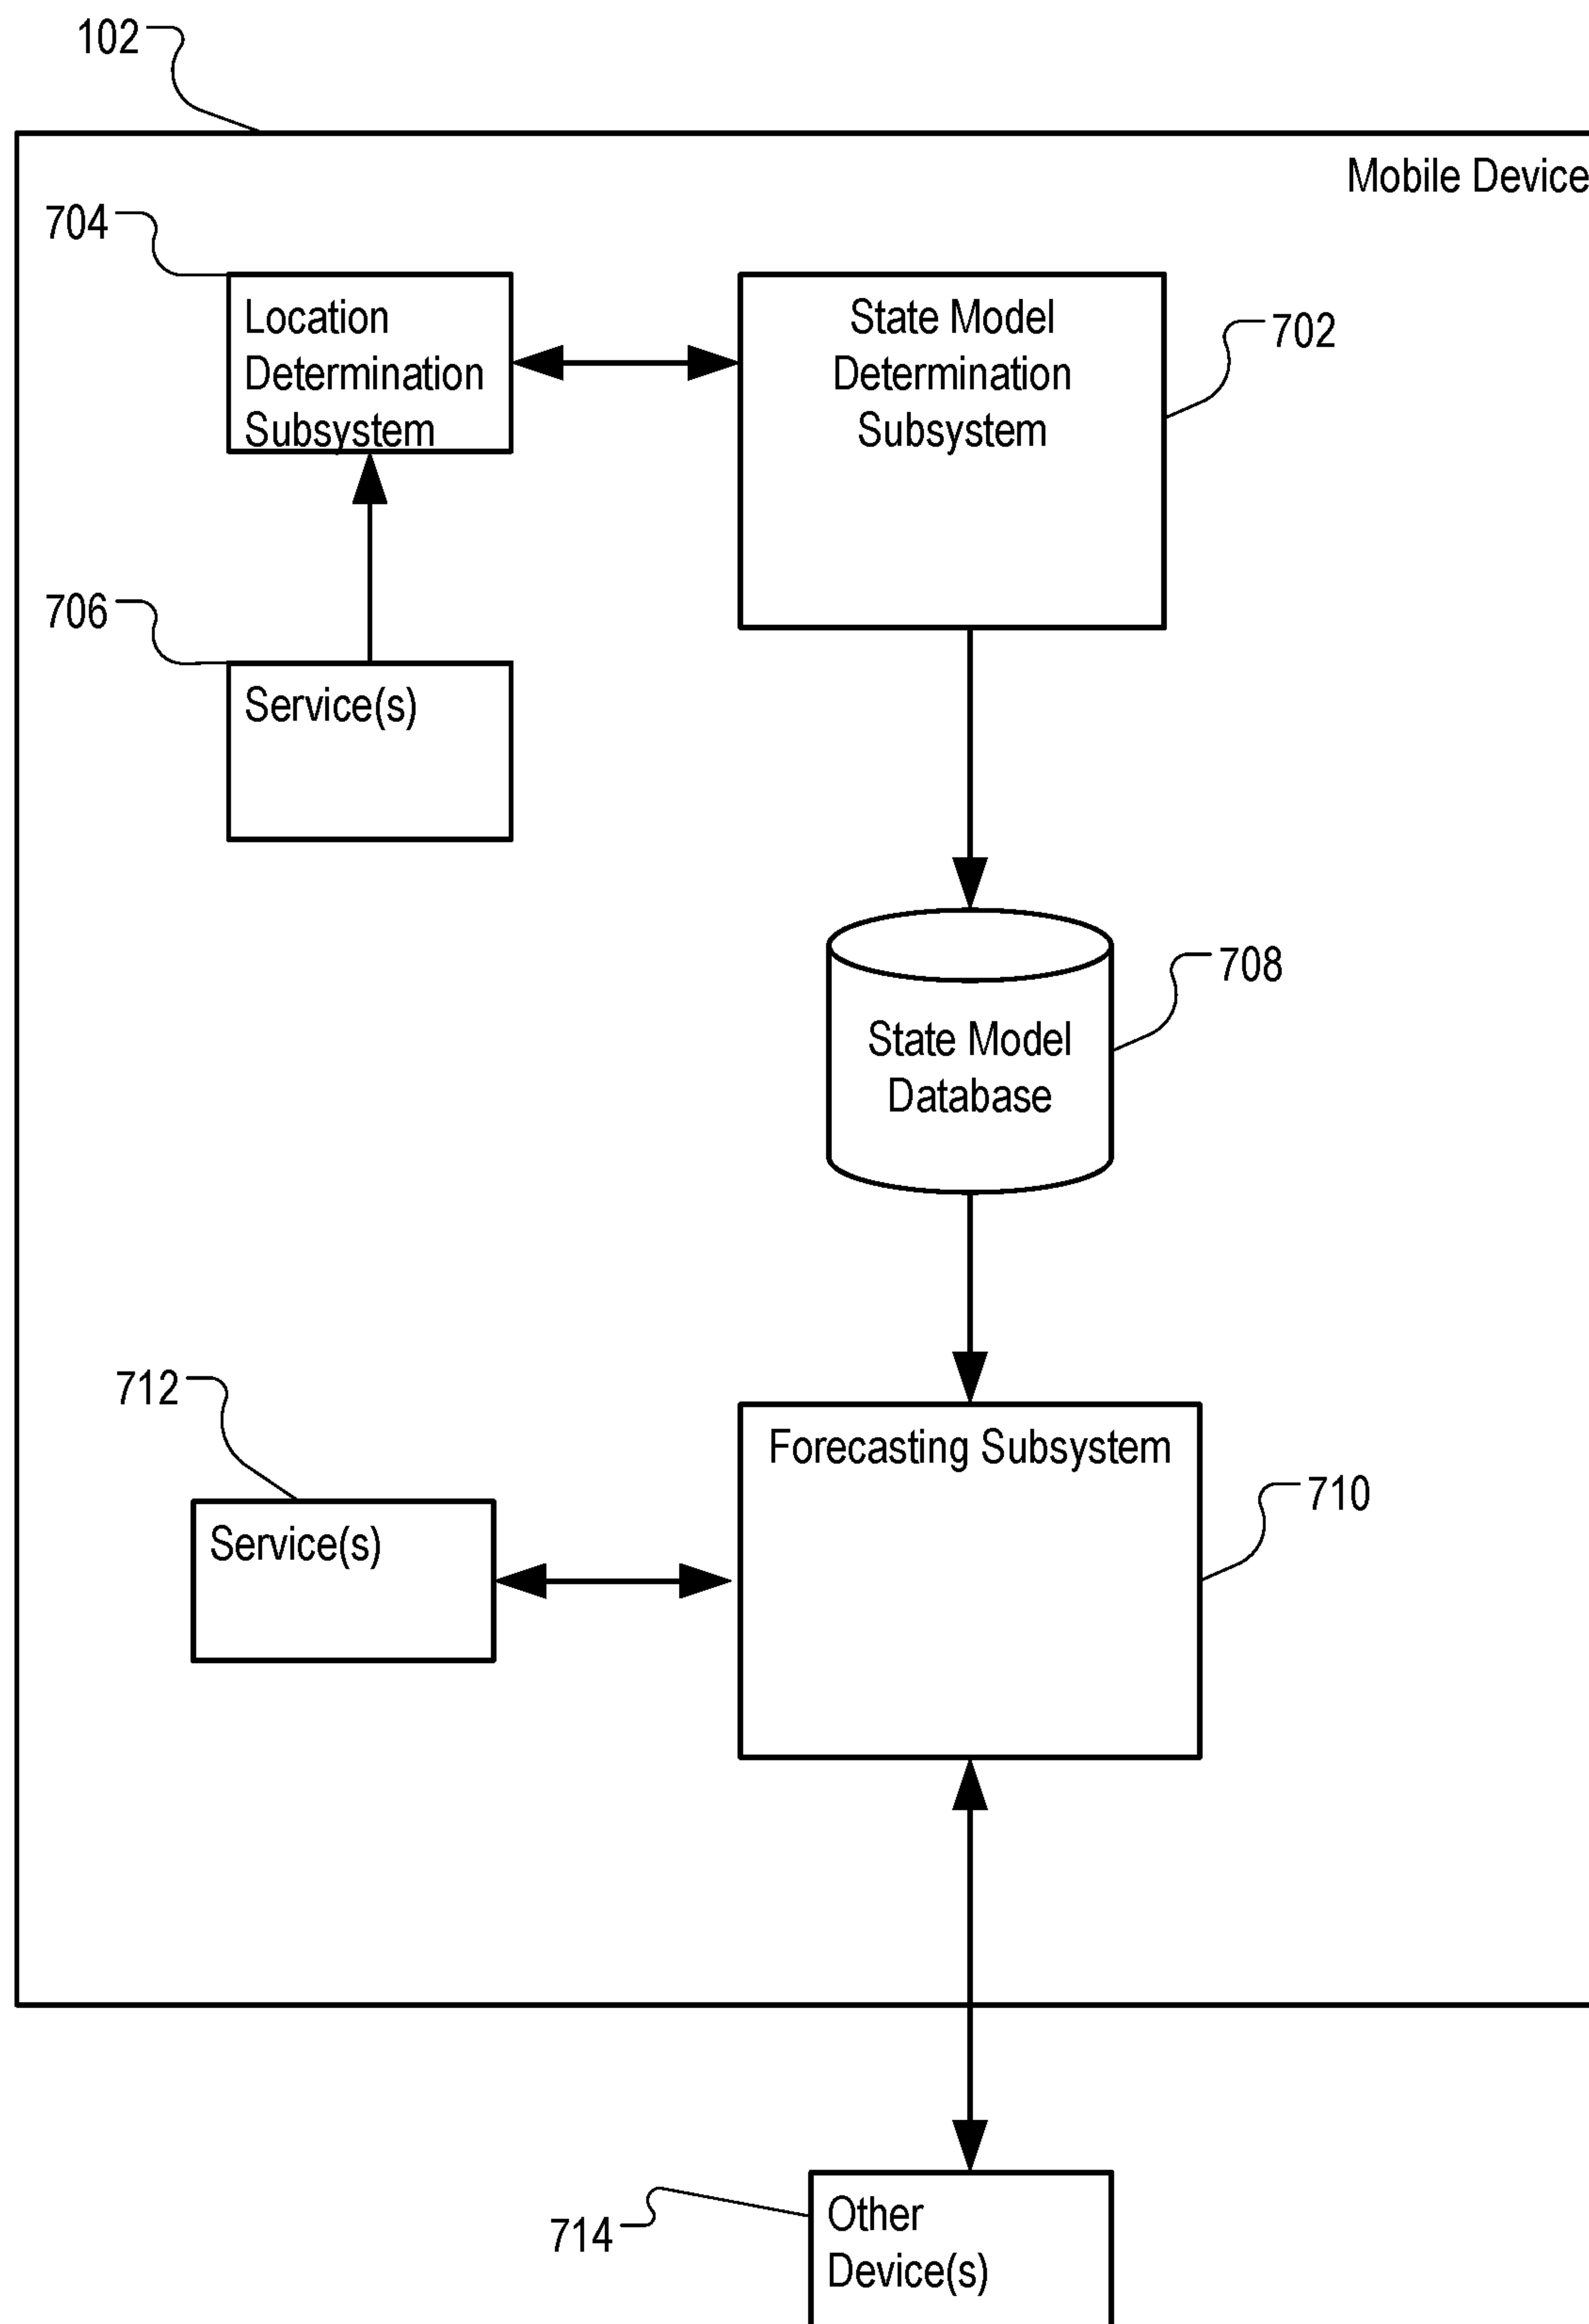 102
Mobile Device
704
Location
Determination
Subsystem
State Model
Determination
Subsystem
702
706
Service(s)
708
State Model
Database
712
Forecasting Subsystem
710
Service(s)
714
Other
Device(s)